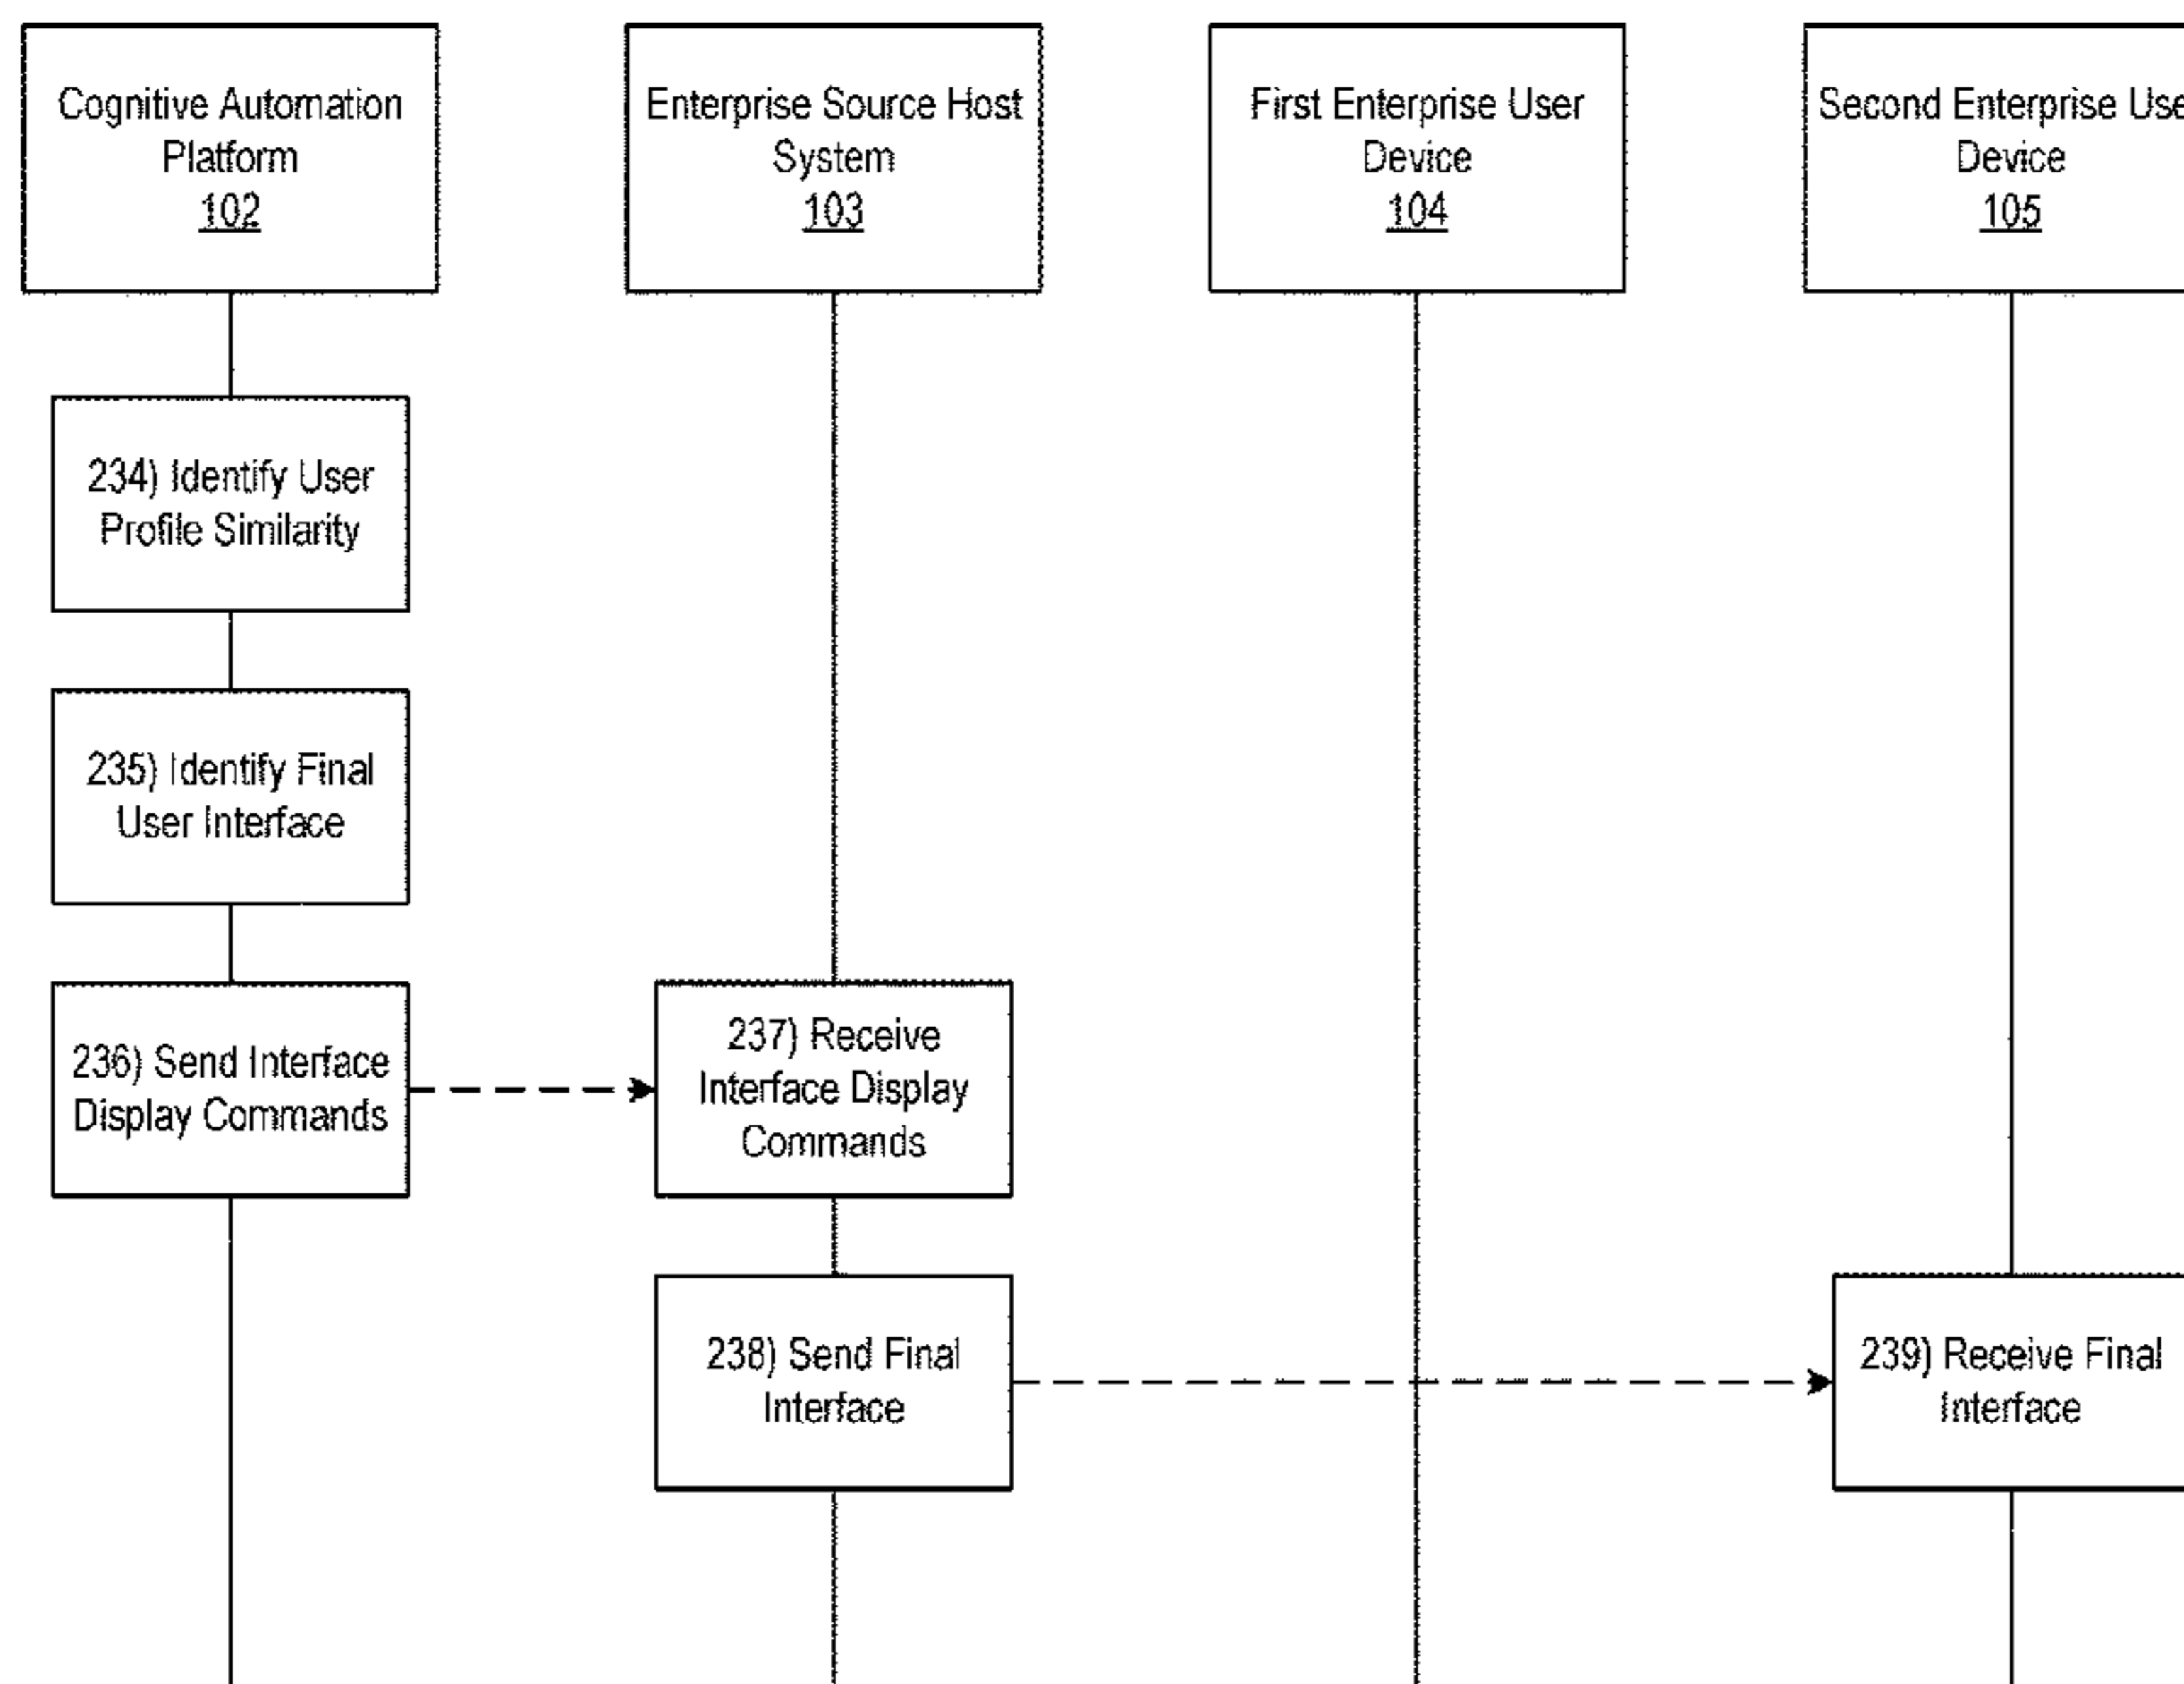 Cognitive Automation
Platform
102
Enterprise Source Host
System
103
First Enterprise User
Device
104
Second Enterprise Use
Device
105
234) Identify User
Profile Similarity
235) Identify Final
User Interface
236) Send Interface
Display Commands
237) Receive
Interface Display
Commands
238) Send Final
Interface
239) Receive Final
Interface